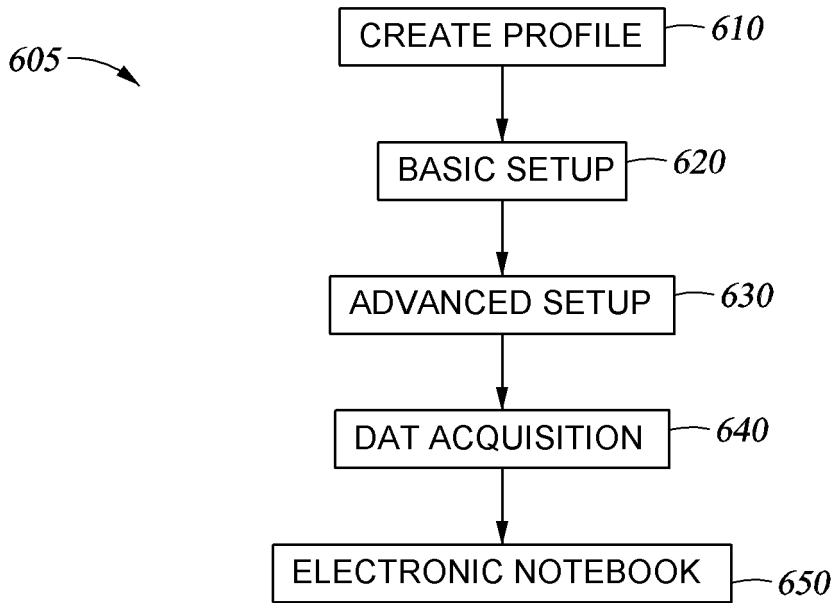 CREATE PROFILE 610
605
BASIC SETUP 620
ADVANCED SETUP 630
DAT ACQUISITION 640
ELECTRONIC NOTEBOOK 650